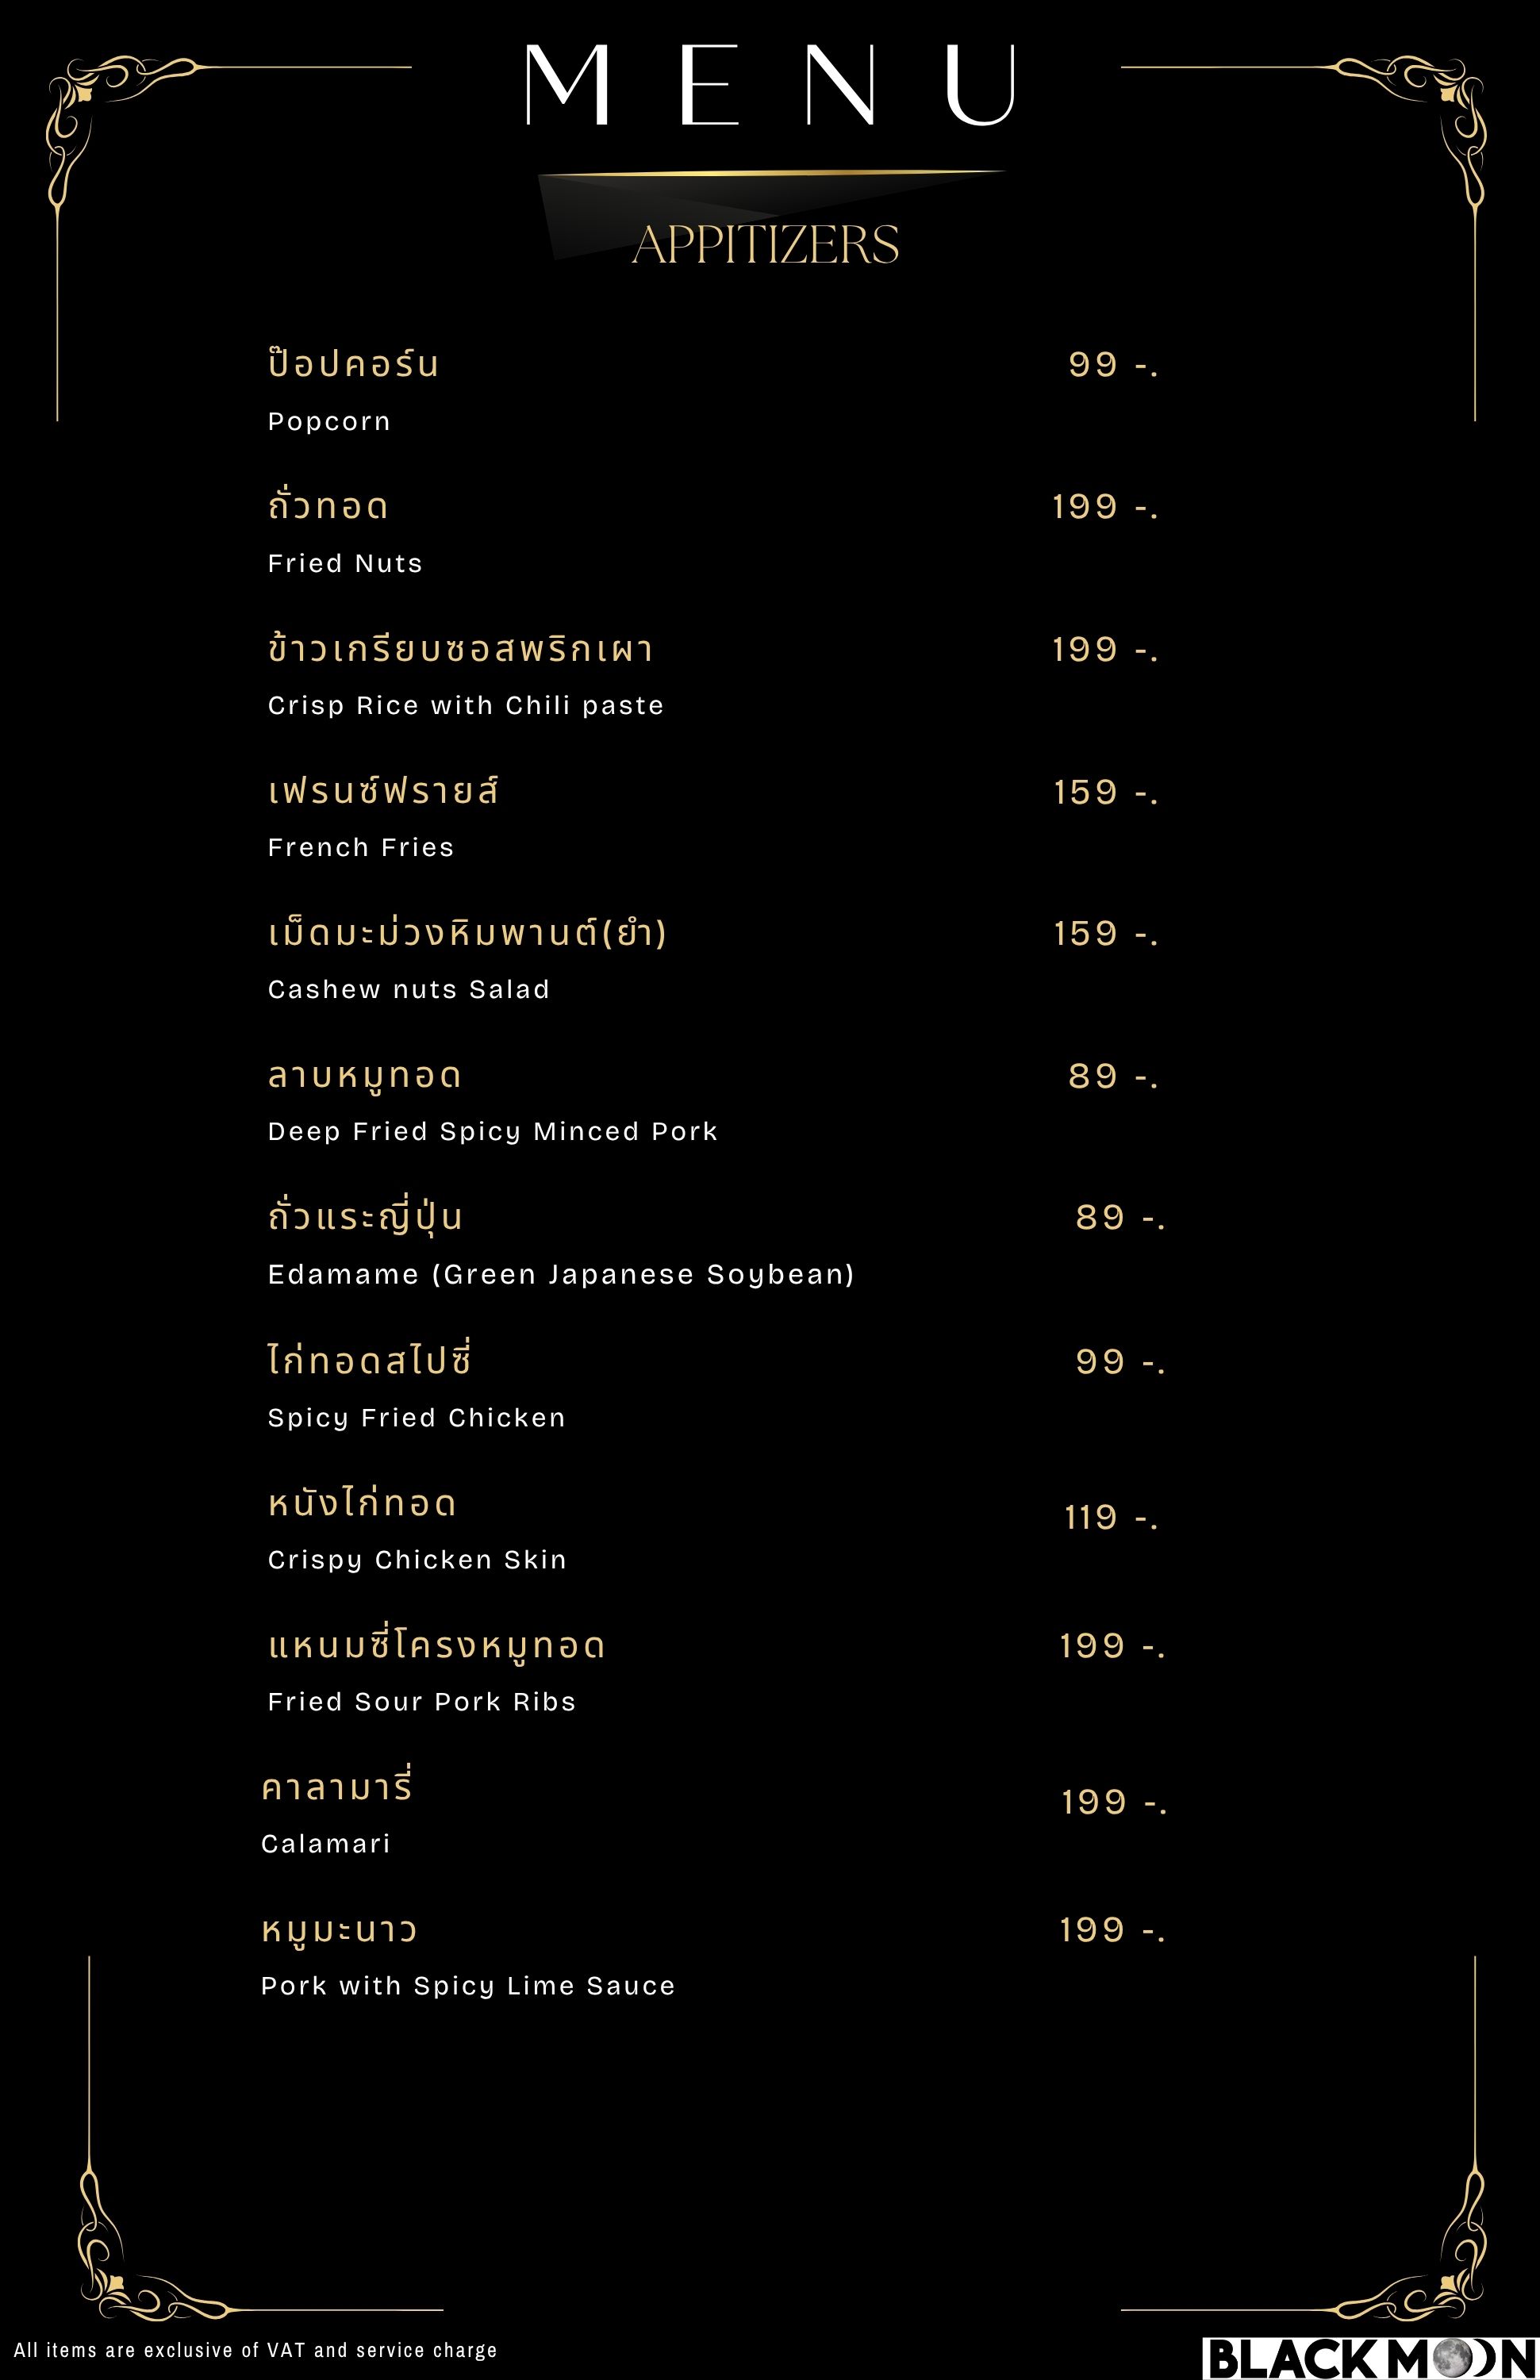 MENU
APPITIZERS
ป๊อปคอร์น 99 -.
Popcorn
ถั่วทอด 199 -.
Fried Nuts
ข้าวเกรียบซอสพริกเผา 199 -.
Crisp Rice with Chili paste
เฟรนซ์ฟรายส์ 159 -.
French Fries
เม็ดมะม่วงหิมพานต์(ยำ) 159 -.
Cashew nuts Salad
ลาบหมูทอด 89 -.
Deep Fried Spicy Minced Pork
ถั่วแระญี่ปุ่น 89 -.
Edamame (Green Japanese Soybean)
ไก่ทอดสไปซี่ 99 -.
Spicy Fried Chicken
หนังไก่ทอด 119 -.
Crispy Chicken Skin
แหนมซี่โครงหมูทอด 199 -.
Fried Sour Pork Ribs
คาลามารี่ 199 -.
Calamari
หมูมะนาว 199 -.
Pork with Spicy Lime Sauce
All items are exclusive of VAT and service charge
BLACK MOON